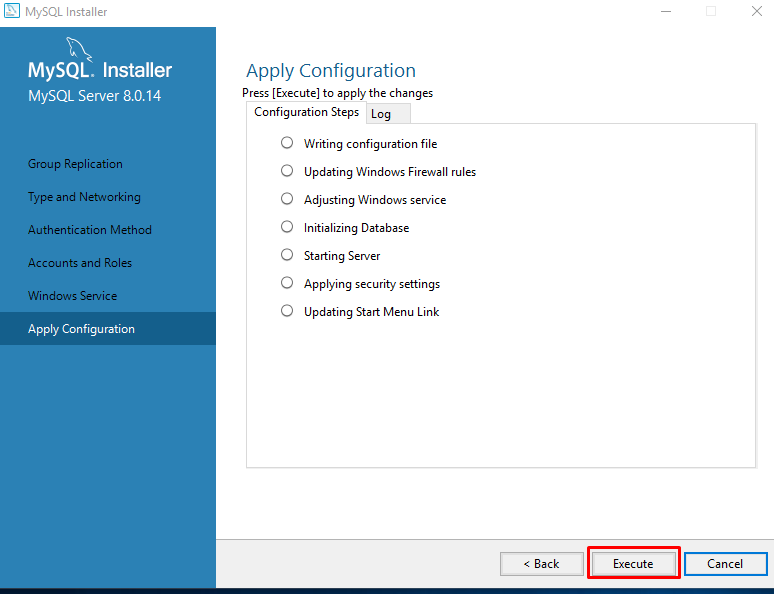 MySQL Installer
MySQL. Installer
MySQL Server 8.0.14
Group Replication
Type and Networking
Authentication Method
Accounts and Roles
Windows Service
Apply Configuration
Apply Configuration
Press [Execute] to apply the changes
Configuration Steps
Log
Writing configuration file
Updating Windows Firewall rules
Adjusting Windows service
Initializing Database
Starting Server
Applying security settings
Updating Start Menu Link
< Back
Execute
Cancel